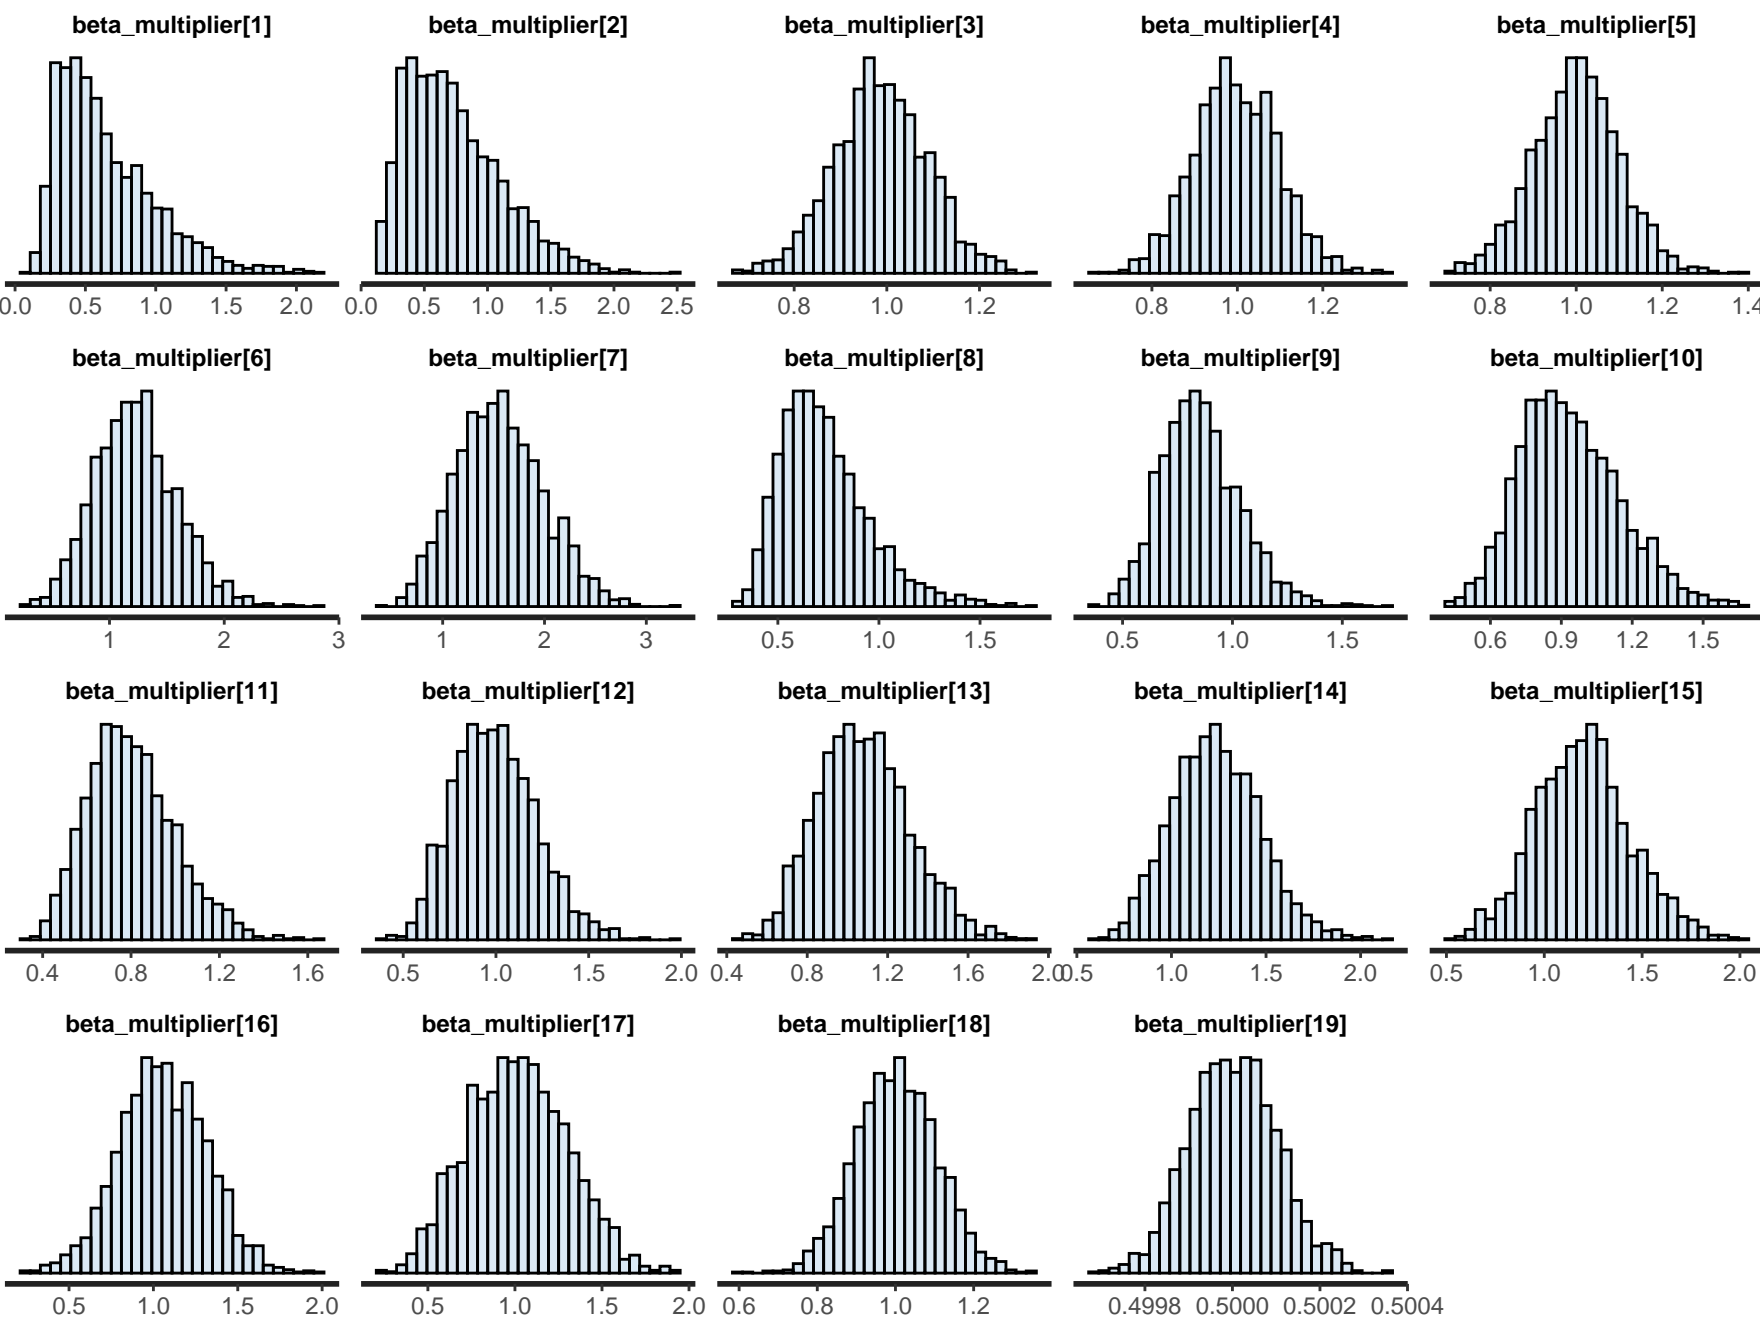 beta_multiplier[1] beta_multiplier[2] beta_multiplier[3] beta_multiplier[4] beta_multiplier[5]
0.0 0.5 1.0 1.5 2.0 0.0 0.5 1.0 1.5 2.0 2.5 0.8 1.0 1.2 0.8 1.0 1.2 0.8 1.0 1.2 1.4
beta_multiplier[6] beta_multiplier[7] beta_multiplier[8] beta_multiplier[9] beta_multiplier[10]
1 2 3 1 2 3 0.5 1.0 1.5 0.5 1.0 1.5 0.6 0.9 1.2 1.5
beta_multiplier[11] beta_multiplier[12] beta_multiplier[13] beta_multiplier[14] beta_multiplier[15]
0.4 0.8 1.2 1.6 0.5 1.0 1.5 2.0 0.4 0.8 1.2 1.6 2.0 0.5 1.0 1.5 2.0 0.5 1.0 1.5 2.0
beta_multiplier[16] beta_multiplier[17] beta_multiplier[18] beta_multiplier[19]
0.5 1.0 1.5 2.0 0.5 1.0 1.5 2.0 0.6 0.8 1.0 1.2 0.4998 0.5000 0.5002 0.5004